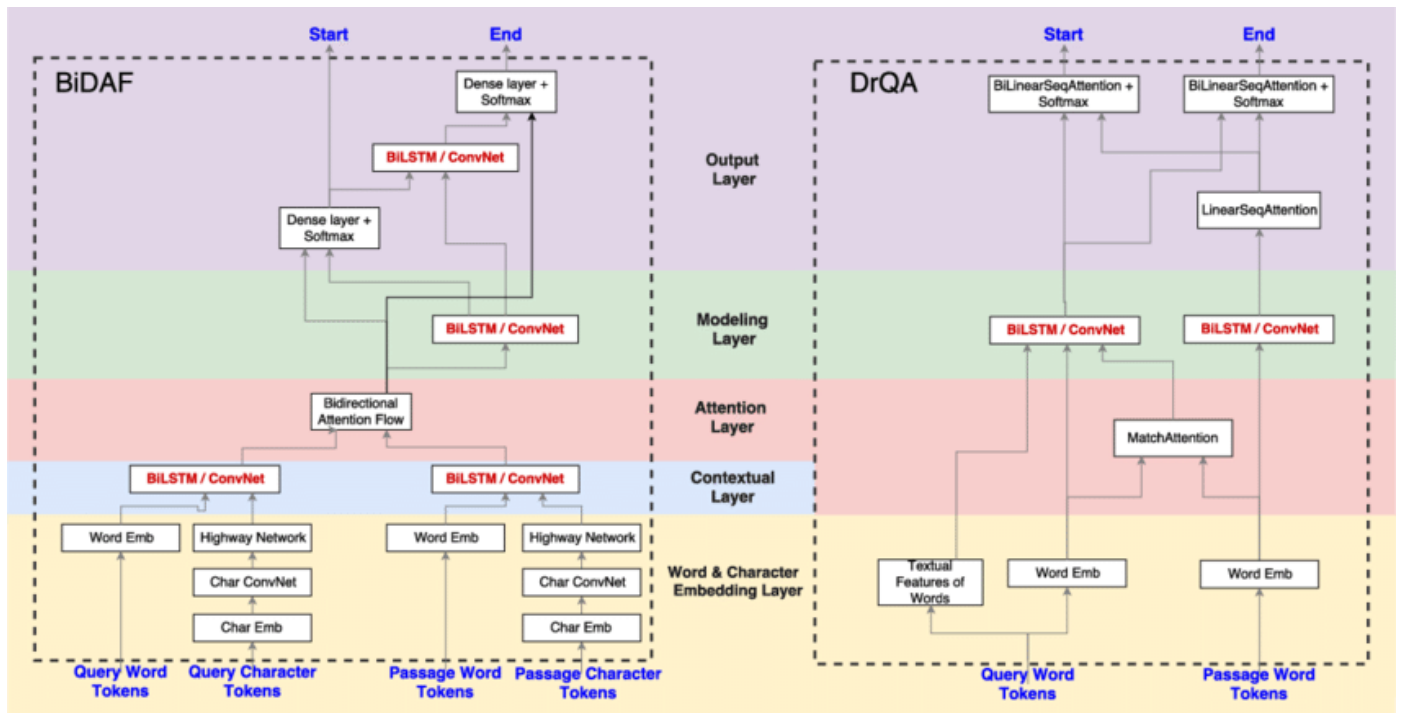 Start
End
Start
End
BiDAF
Dense layer +
Softmax
DrQA
BiLinearSeqAttention +
Softmax
BiLinearSeqAttention +
Softmax
BiLSTM / ConvNet
Output
Layer
Dense layer +
Softmax
LinearSeqAttention
BiLSTM / ConvNet
Modeling
Layer
BiLSTM / ConvNet
BiLSTM / ConvNet
Bidirectional
Attention Flow
Attention
Layer
MatchAttention
BiLSTM / ConvNet
BiLSTM / ConvNet
Contextual
Layer
Word Emb
Highway Network
Word Emb
Highway Network
Char ConvNet
Char ConvNet
Word & Character
Embedding Layer
Textual
Features of
Words
Word Emb
Word Emb
Char Emb
Char Emb
Query Word
Tokens
Query Character
Tokens
Passage Word
Tokens
Passage Character
Tokens
Query Word
Tokens
Passage Word
Tokens